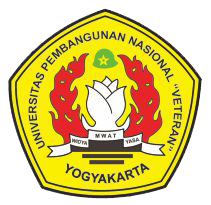 UNIVERSITAS PEMBANGUNAN NASIONAL "VETERAN"
WIDYA MWAT YASA
YOGYAKARTA